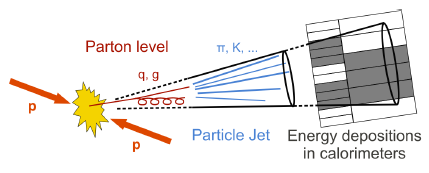 Parton level
q, g
π, K, ...
p
p
Particle Jet
Energy depositions
in calorimeters